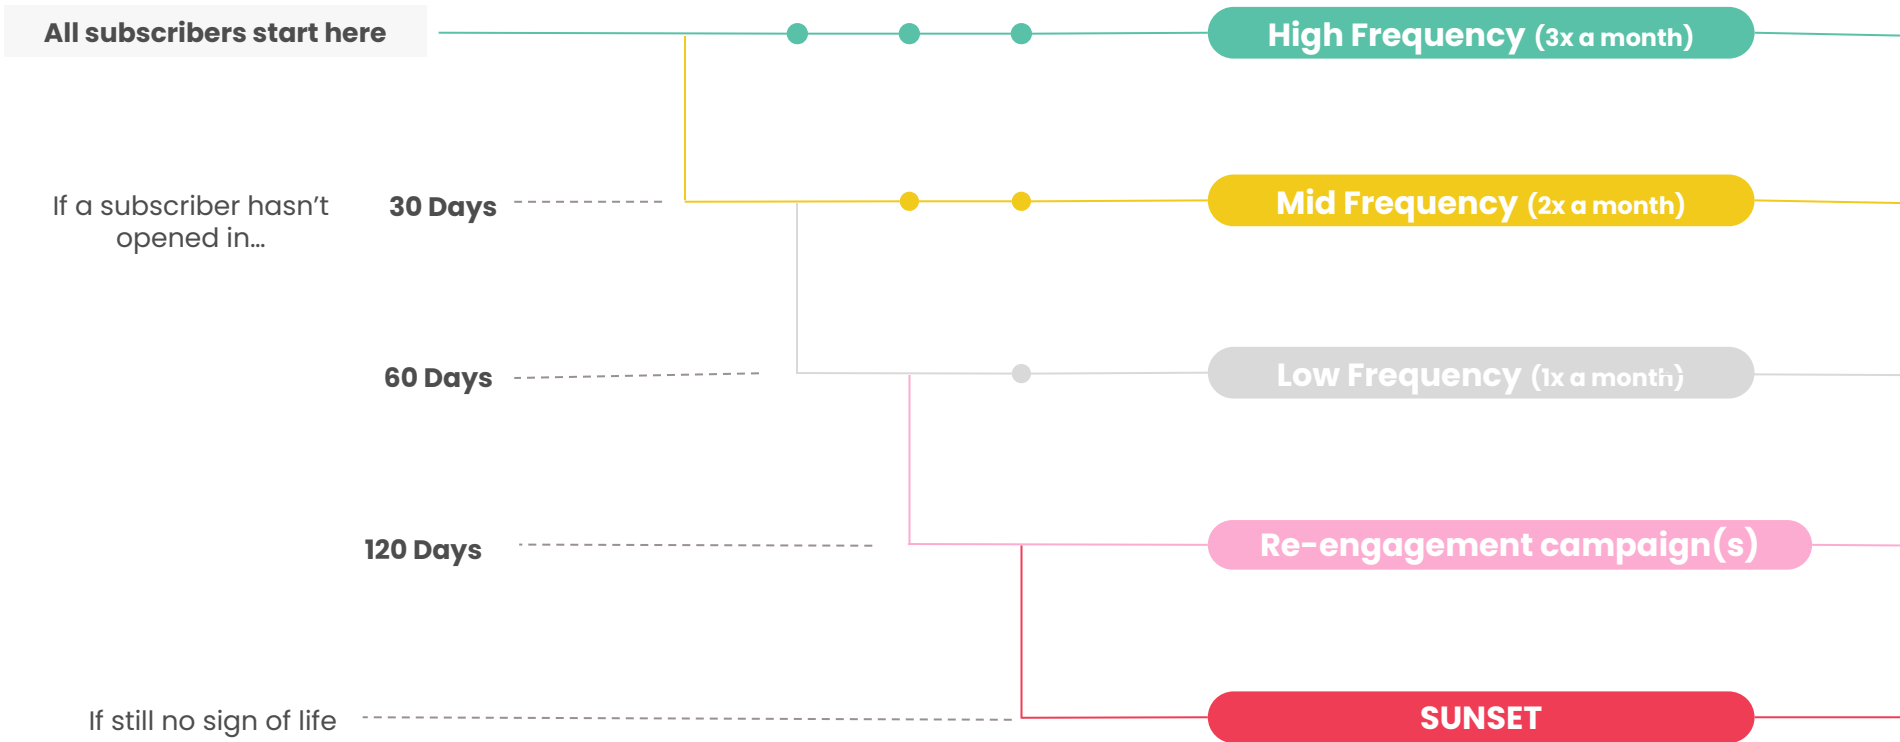 All subscribers start here
High Frequency (3x a month)
If a subscriber hasn't
opened in...
30 Days
Mid Frequency (2x a month)
60 Days
Low Frequency (1x a month)
120 Days
Re-engagement campaign(s)
If still no sign of life
SUNSET